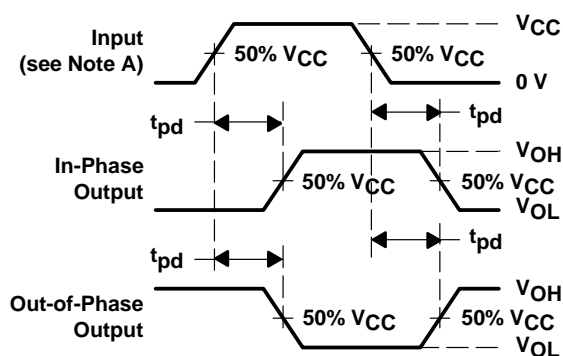 VCC
Input
(see Note A)
50% VCC
50% VCC
0 V
tpd
tpd
VOH
In-Phase
Output
50% VCC
50% VCC
VOL
tpd
tpd
VOH
Out-of-Phase
Output
50% VCC
50% VCC
VOL